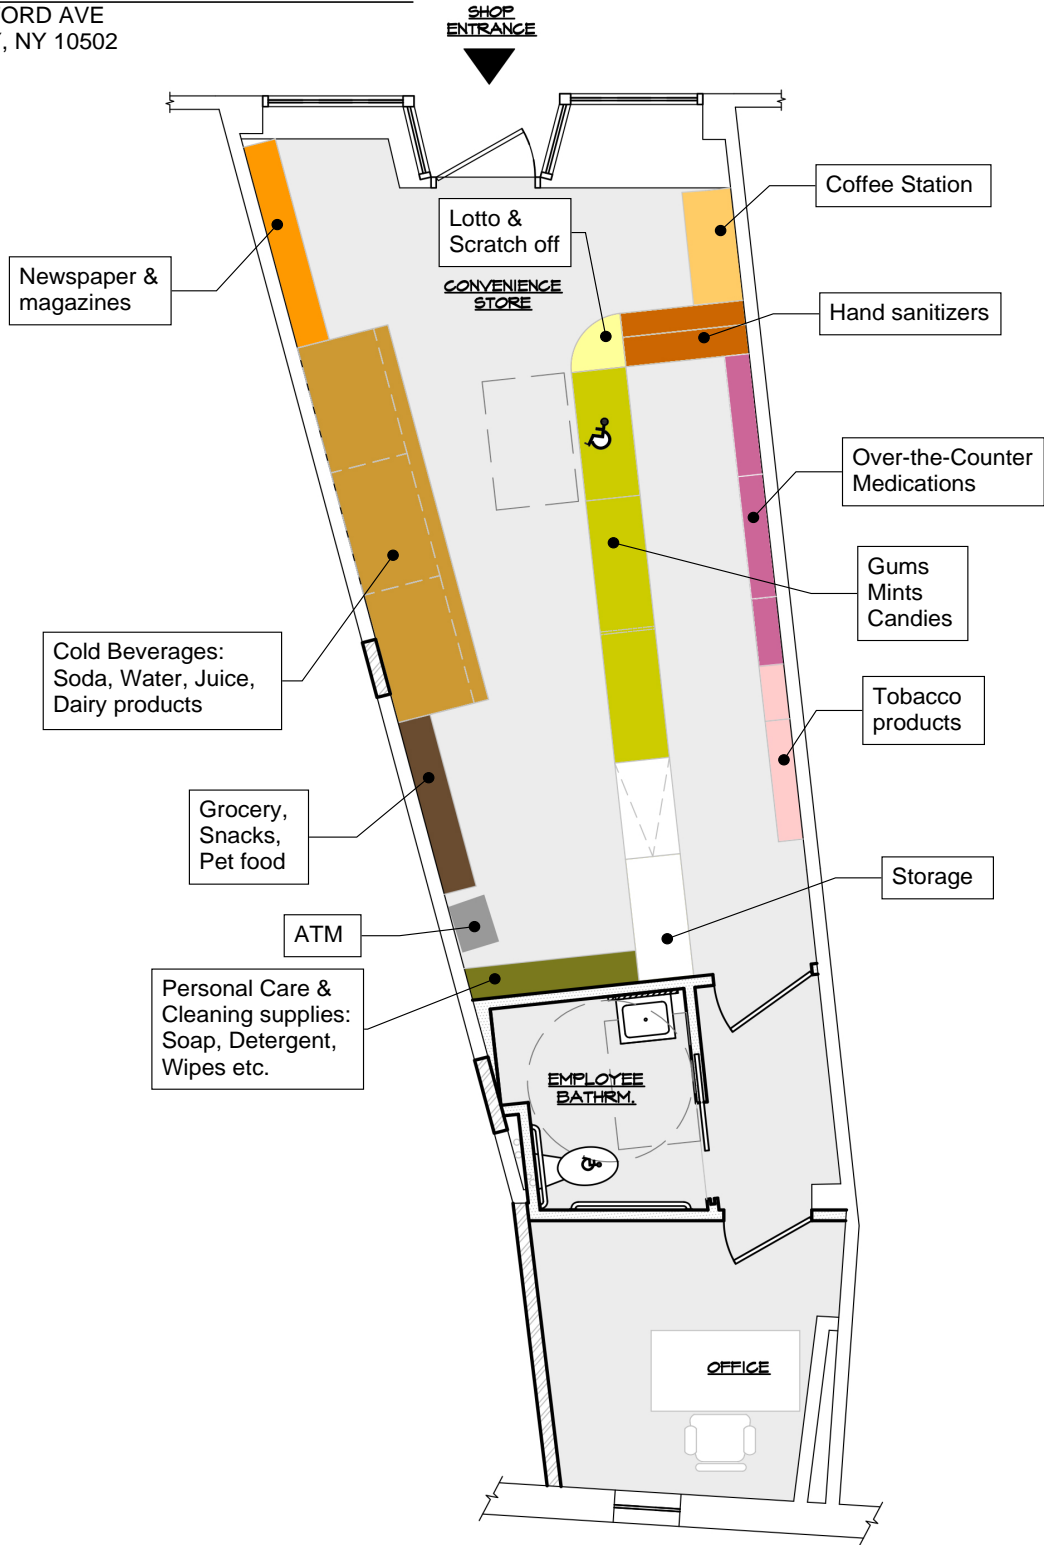 ORD AVE
, NY 10502
SHOP
ENTRANCE
Coffee Station
Lotto &
Scratch off
Newspaper &
magazines
CONVENIENCE
STORE
Hand sanitizers
Over-the-Counter
Medications
Gums
Mints
Candies
Cold Beverages:
Soda, Water, Juice,
Dairy products
Tobacco
products
Grocery,
Snacks,
Pet food
Storage
ATM
Personal Care &
Cleaning supplies:
Soap, Detergent,
Wipes etc.
EMPLOYEE
BATHRM.
OFFICE